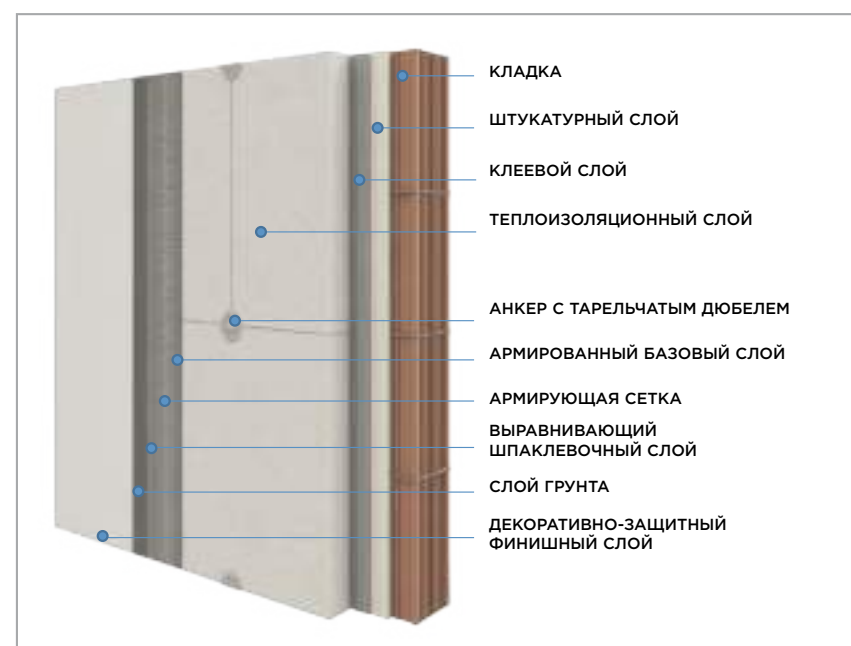 КЛАДКА
ШТУКАТУРНЫЙ СЛОЙ
КЛЕЕВОЙ СЛОЙ
ТЕПЛОИЗОЛЯЦИОННЫЙ СЛОЙ
АНКЕР С ТАРЕЛЬЧАТЫМ ДЮБЕЛЕМ
АРМИРОВАННЫЙ БАЗОВЫЙ СЛОЙ
АРМИРУЮЩАЯ СЕТКА
ВЫРАВНИВАЮЩИЙ
ШПАКЛЕВОЧНЫЙ СЛОЙ
СЛОЙ ГРУНТА
ДЕКОРАТИВНО-ЗАЩИТНЫЙ
ФИНИШНЫЙ СЛОЙ